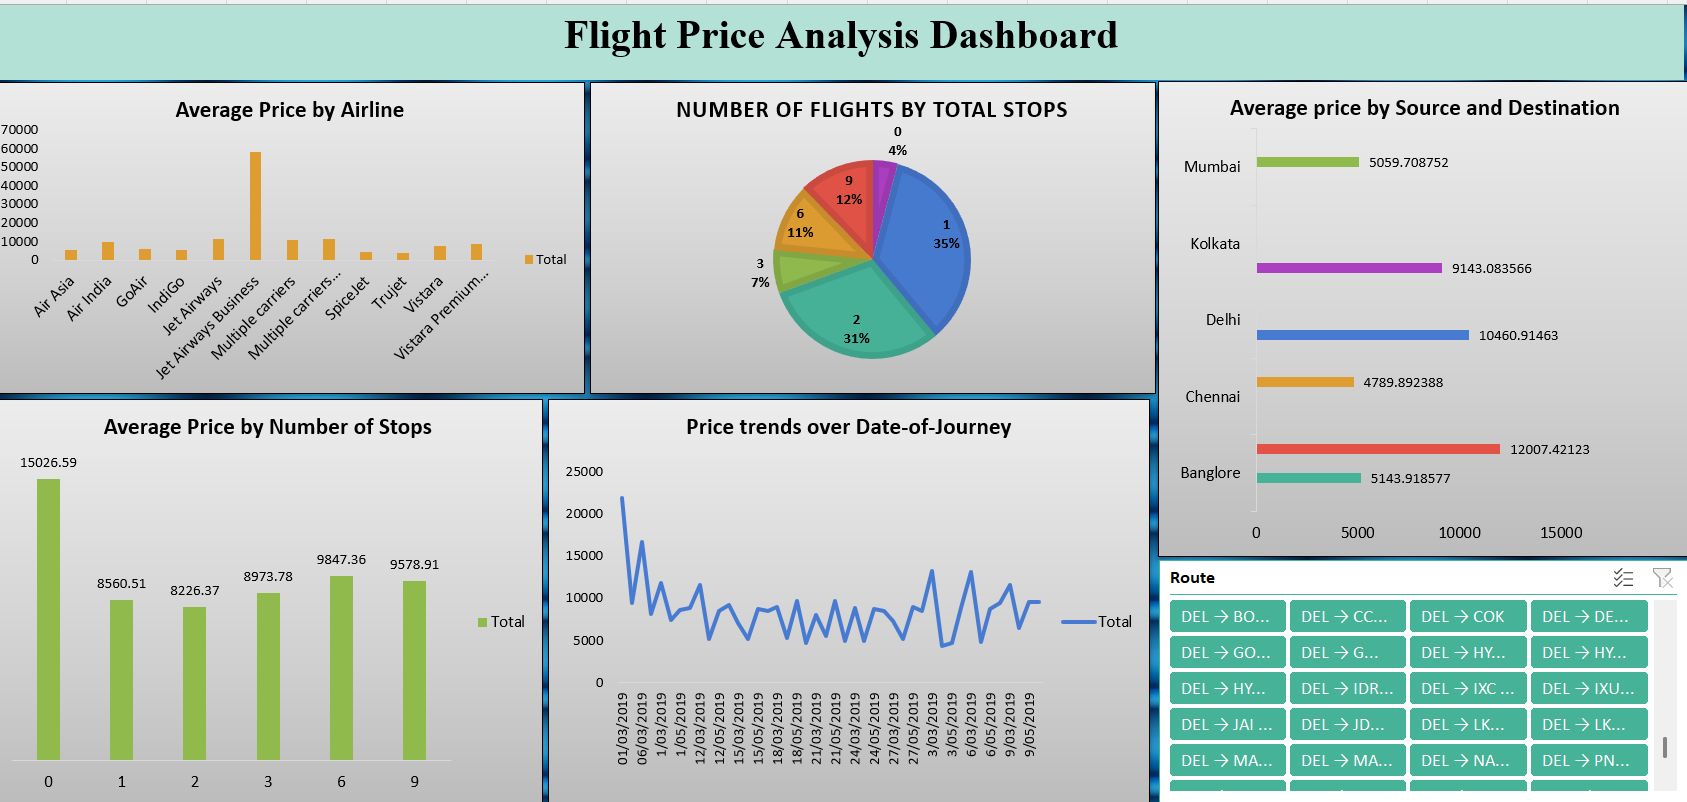 Flight Price Analysis Dashboard
Average Price by Airline
70000
60000
50000
40000
30000
20000
10000
0
Air Asia
Air India
GoAir
IndiGo
Jet Airways
Jet Airways Business
Multiple carriers
Multiple carriers...
SpiceJet
Trujet
Vistara
Vistara Premium...
Total
NUMBER OF FLIGHTS BY TOTAL STOPS
0
4%
1
35%
2
31%
3
7%
6
11%
9
12%
Average price by Source and Destination
Mumbai
5059.708752
Kolkata
9143.083566
Delhi
10460.91463
Chennai
4789.892388
12007.42123
Banglore
5143.918577
0 5000 10000 15000
Average Price by Number of Stops
15026.59
8560.51
8226.37
8973.78
9847.36
9578.91
Total
0 1 2 3 6 9
Price trends over Date-of-Journey
25000
20000
15000
10000
5000
0
01/03/2019
06/03/2019
1/03/2019
1/05/2019
12/03/2019
12/05/2019
15/03/2019
15/05/2019
18/03/2019
18/05/2019
21/03/2019
21/05/2019
24/03/2019
24/05/2019
27/03/2019
27/05/2019
3/03/2019
3/05/2019
6/03/2019
6/05/2019
9/03/2019
9/05/2019
Total
Route
DEL → BO... DEL → CC... DEL → COK DEL → DE...
DEL → GO... DEL → G... DEL → HY... DEL → HY...
DEL → HY... DEL → IDR... DEL → IXC ... DEL → IXU...
DEL → JAI ... DEL → JD... DEL → LK... DEL → LK...
DEL → MA... DEL → MA... DEL → NA... DEL → PN...